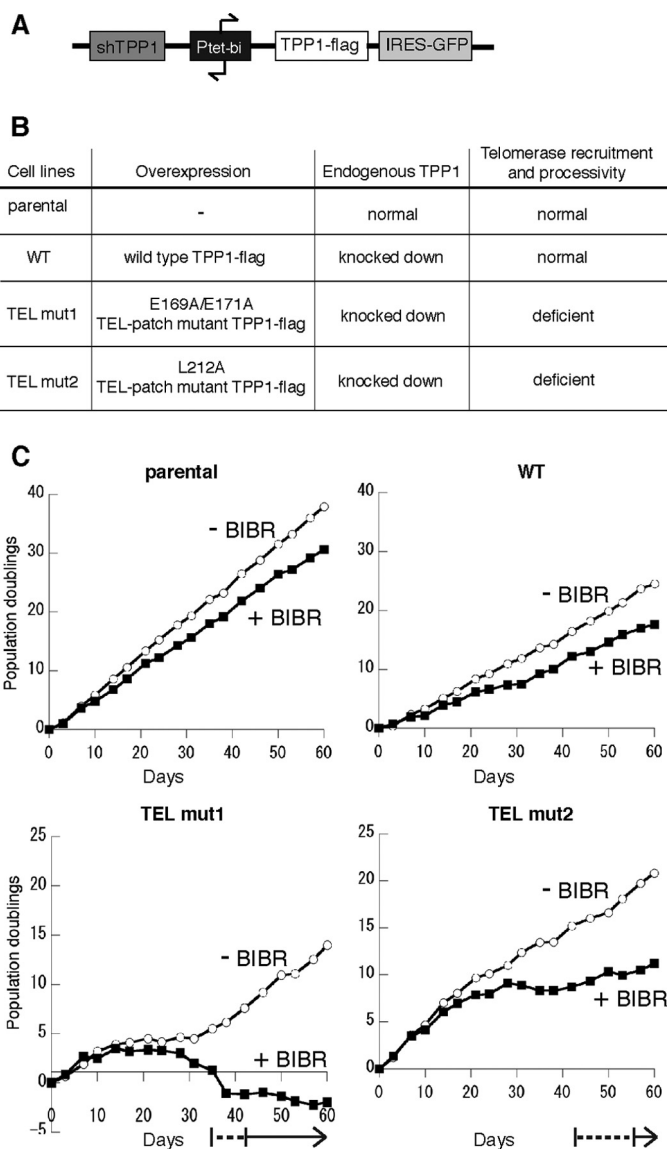 A
shTPP1 Ptet-bi TPP1-flag IRES-GFP
B
Cell lines Overexpression Endogenous TPP1 Telomerase recruitment and processivity
parental - normal normal
WT wild type TPP1-flag knocked down normal
TEL mut1 E169A/E171A TEL-patch mutant TPP1-flag knocked down deficient
TEL mut2 L212A TEL-patch mutant TPP1-flag knocked down deficient
C
parental
Population doublings
40
30
20
10
0
- BIBR
+ BIBR
0 10 20 30 40 50 60
Days
WT
40
30
20
10
0
- BIBR
+ BIBR
0 10 20 30 40 50 60
Days
TEL mut1
Population doublings
25
20
15
10
5
0
-5
- BIBR
+ BIBR
0 10 20 30 40 50 60
Days
TEL mut2
25
20
15
10
5
0
- BIBR
+ BIBR
0 10 20 30 40 50 60
Days